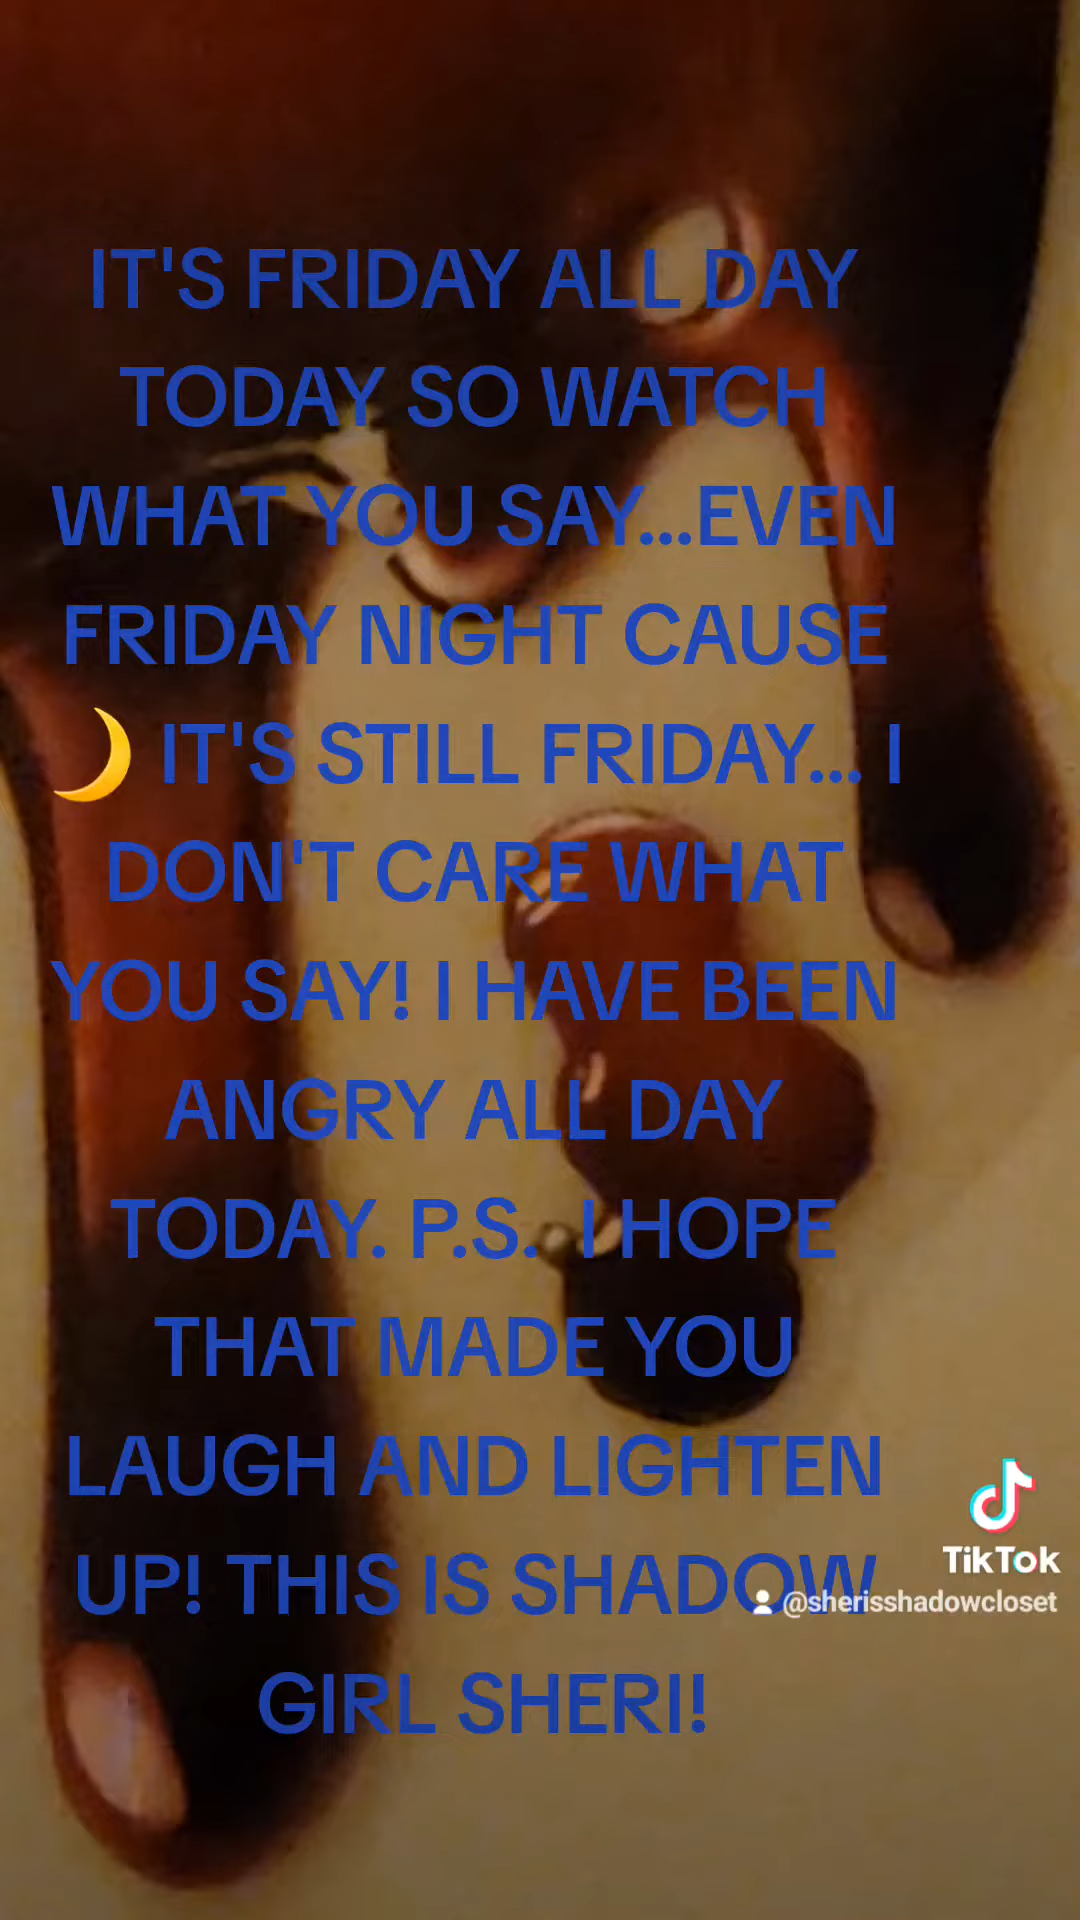 IT'S FRIDAY ALL DAY
TODAY SO WATCH
WHAT YOU SAY...EVEN
FRIDAY NIGHT CAUSE
🌙 IT'S STILL FRIDAY... I
DON'T CARE WHAT
YOU SAY! I HAVE BEEN
ANGRY ALL DAY
TODAY. P.S. I HOPE
THAT MADE YOU
LAUGH AND LIGHTEN
UP! THIS IS SHADOW
GIRL SHERI!
TikTok
@sherisshadowcloset